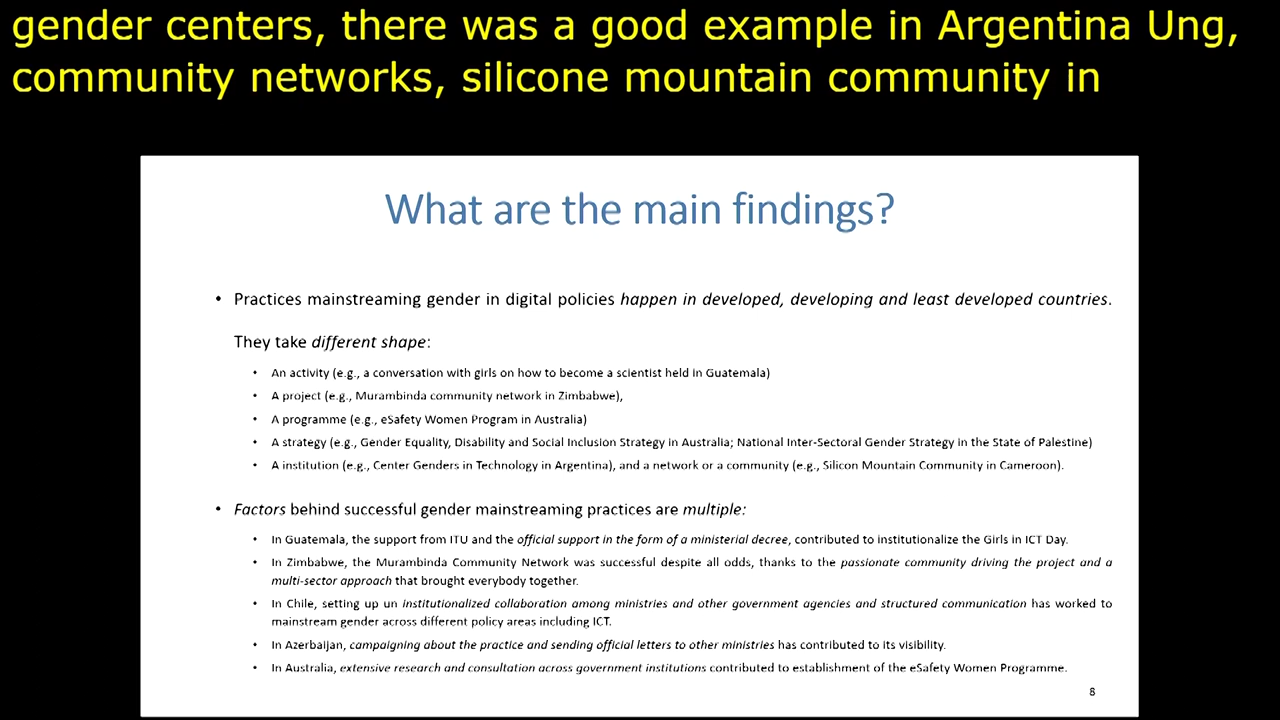 gender centers, there was a good example in Argentina Ung,
community networks, silicone mountain community in
What are the main findings?
• Practices mainstreaming gender in digital policies happen in developed, developing and least developed countries.
They take different shape:
• An activity (e.g., a conversation with girls on how to become a scientist held in Guatemala)
• A project (e.g., Murambinda community network in Zimbabwe),
• A programme (e.g., eSafety Women Program in Australia)
• A strategy (e.g., Gender Equality, Disability and Social Inclusion Strategy in Australia; National Inter-Sectoral Gender Strategy in the State of Palestine)
• A institution (e.g., Center Genders in Technology in Argentina), and a network or a community (e.g., Silicon Mountain Community in Cameroon).
• Factors behind successful gender mainstreaming practices are multiple:
• In Guatemala, the support from ITU and the official support in the form of a ministerial decree, contributed to institutionalize the Girls in ICT Day.
• In Zimbabwe, the Murambinda Community Network was successful despite all odds, thanks to the passionate community driving the project and a
multi-sector approach that brought everybody together.
• In Chile, setting up un institutionalized collaboration among ministries and other government agencies and structured communication has worked to
mainstream gender across different policy areas including ICT.
• In Azerbaijan, campaigning about the practice and sending official letters to other ministries has contributed to its visibility.
• In Australia, extensive research and consultation across government institutions contributed to establishment of the eSafety Women Programme.
8